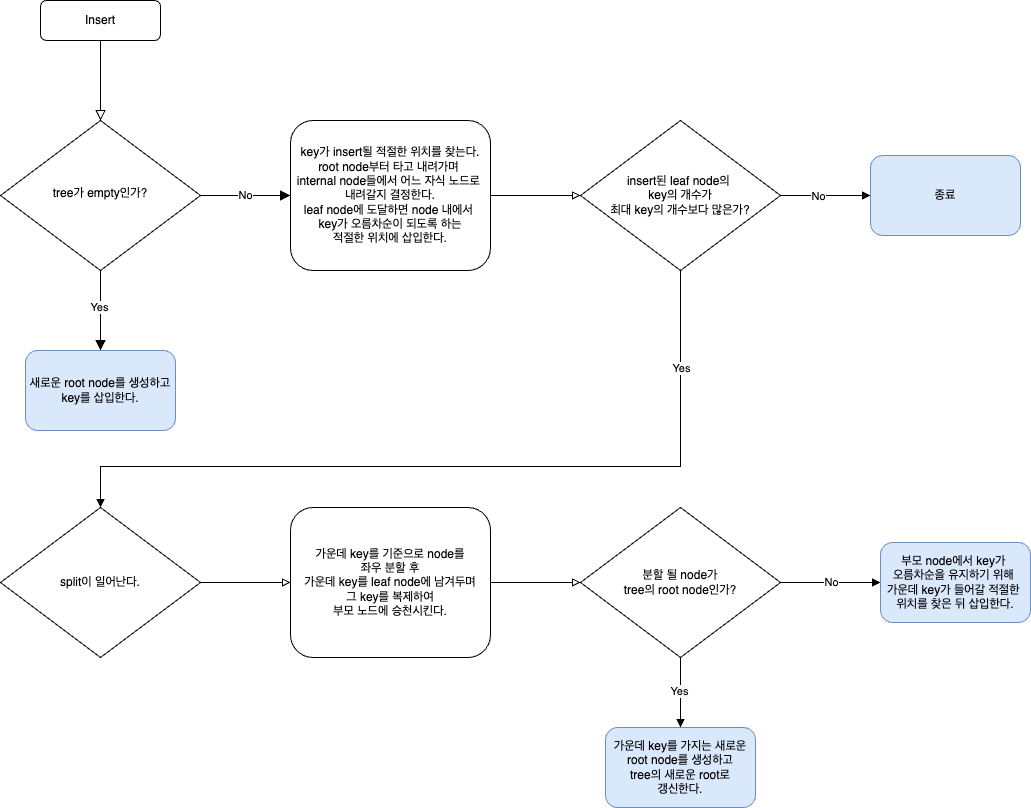 Insert
tree가 empty인가?
No
key가 insert될 적절한 위치를 찾는다.
root node부터 타고 내려가며
internal node들에서 어느 자식 노드로
내려갈지 결정한다.
leaf node에 도달하면 node 내에서
key가 오름차순이 되도록 하는
적절한 위치에 삽입한다.
insert된 leaf node의
key의 개수가
최대 key의 개수보다 많은가?
No
종료
Yes
새로운 root node를 생성하고
key를 삽입한다.
Yes
split이 일어난다.
가운데 key를 기준으로 node를
좌우 분할 후
가운데 key를 leaf node에 남겨두며
그 key를 복제하여
부모 노드에 승천시킨다.
분할 될 node가
tree의 root node인가?
No
부모 node에서 key가
오름차순을 유지하기 위해
가운데 key가 들어갈 적절한
위치를 찾은 뒤 삽입한다.
Yes
가운데 key를 가지는 새로운
root node를 생성하고
tree의 새로운 root로
갱신한다.